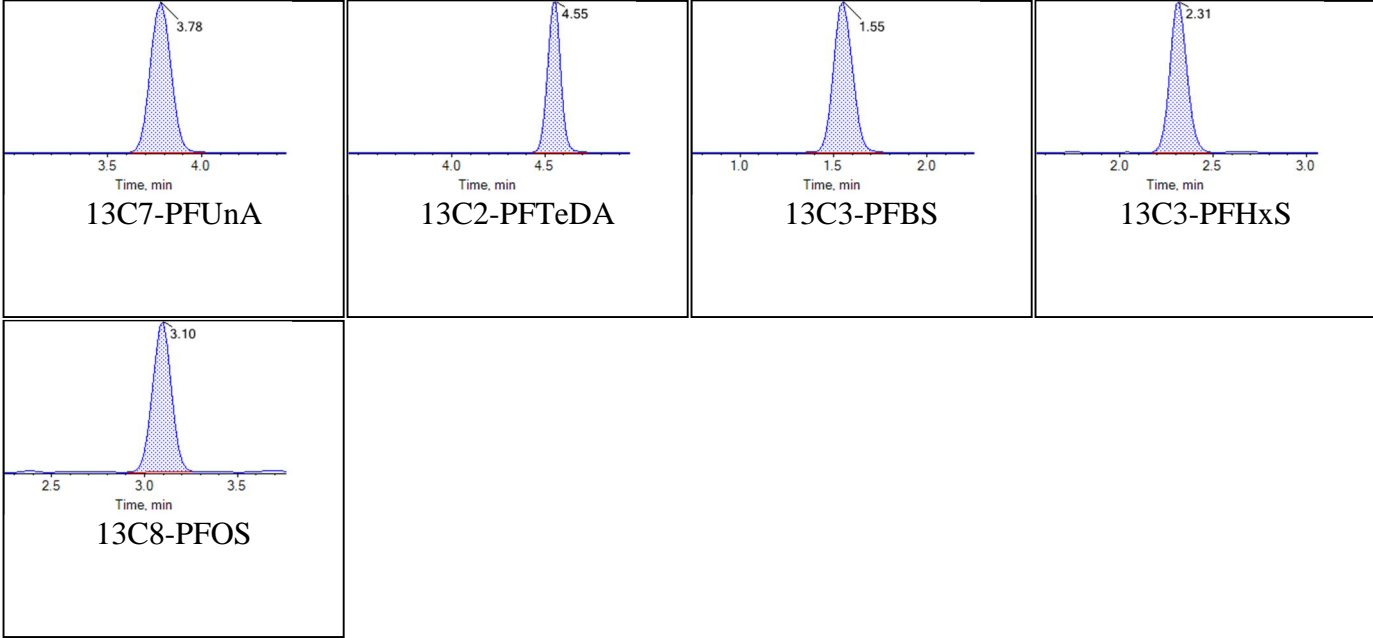 3.78
3.5 4.0
Time, min
13C7-PFUnA
4.55
4.0 4.5
Time, min
13C2-PFTeDA
1.55
1.0 1.5 2.0
Time, min
13C3-PFBS
2.31
2.0 2.5 3.0
Time, min
13C3-PFHxS
3.10
2.5 3.0 3.5
Time, min
13C8-PFOS